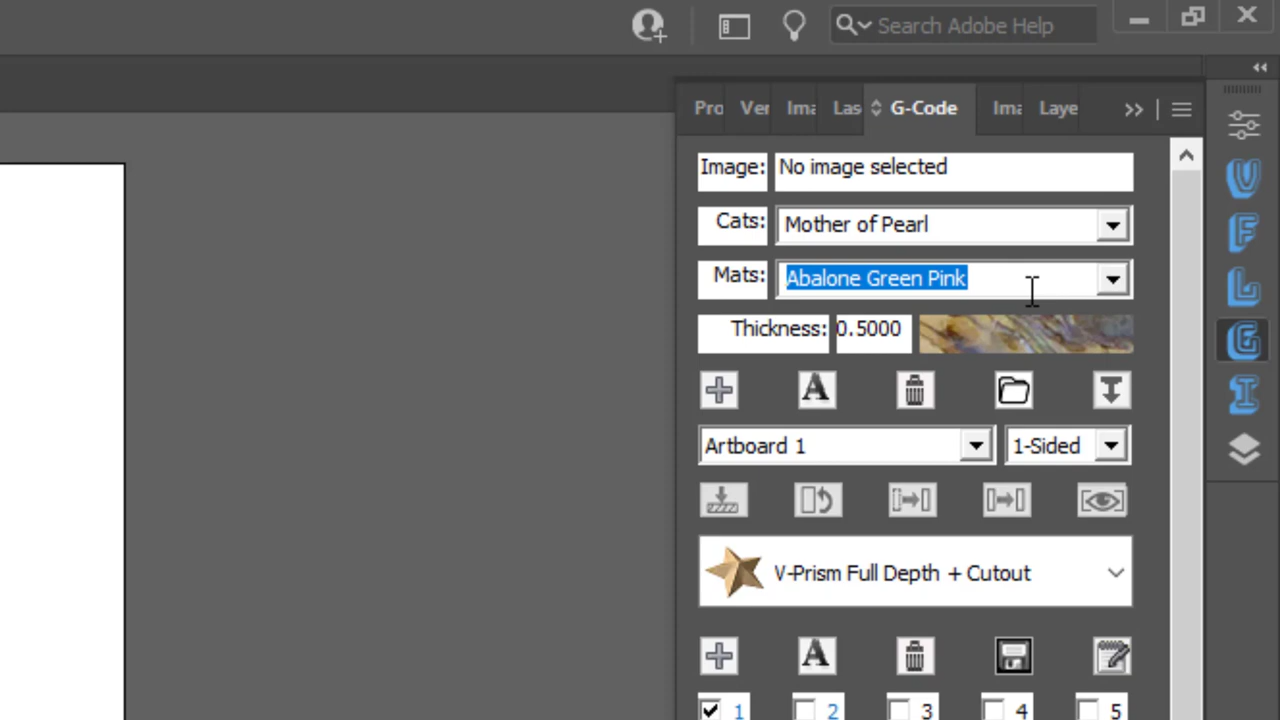 Search Adobe Help
Pro Ver Ima Las G-Code Ima Laye
Image: No image selected
Cats: Mother of Pearl
Mats: Abalone Green Pink
Thickness: 0.5000
A
Artboard 1 1-Sided
V-Prism Full Depth + Cutout
A
1 2 3 4 5
V
F
L
G
I